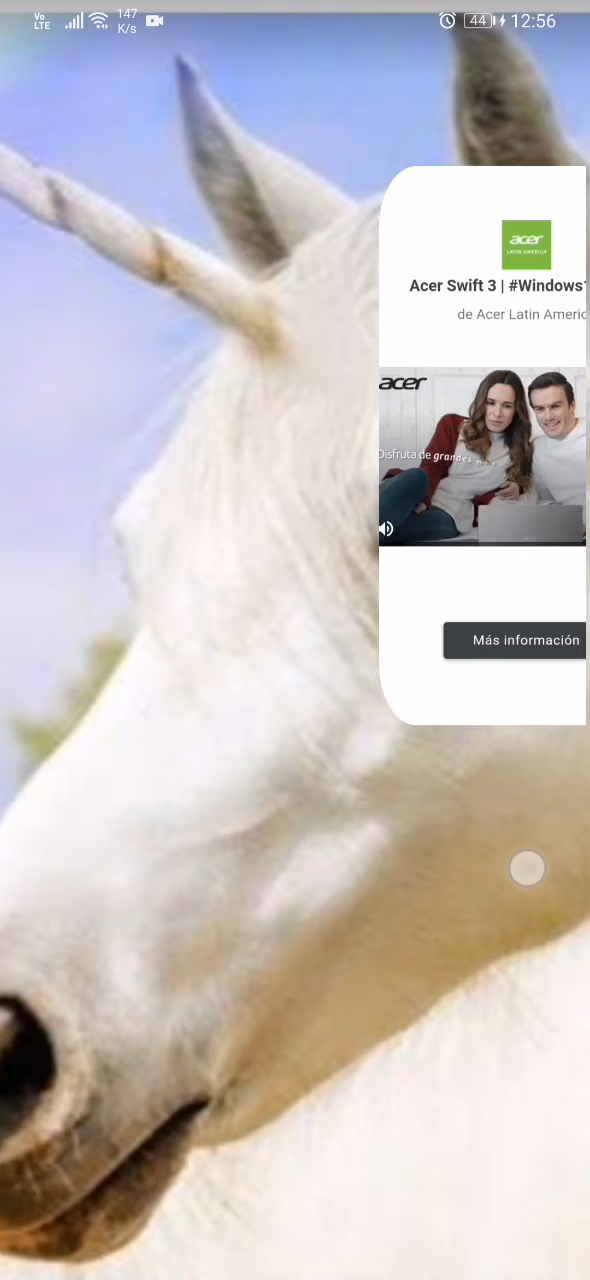 Vo
LTE
147
K/s
44
12:56
acer
LATIN AMERICA
Acer Swift 3 | #Windows
de Acer Latin Americ
acer
Disfruta de grandes
Más información